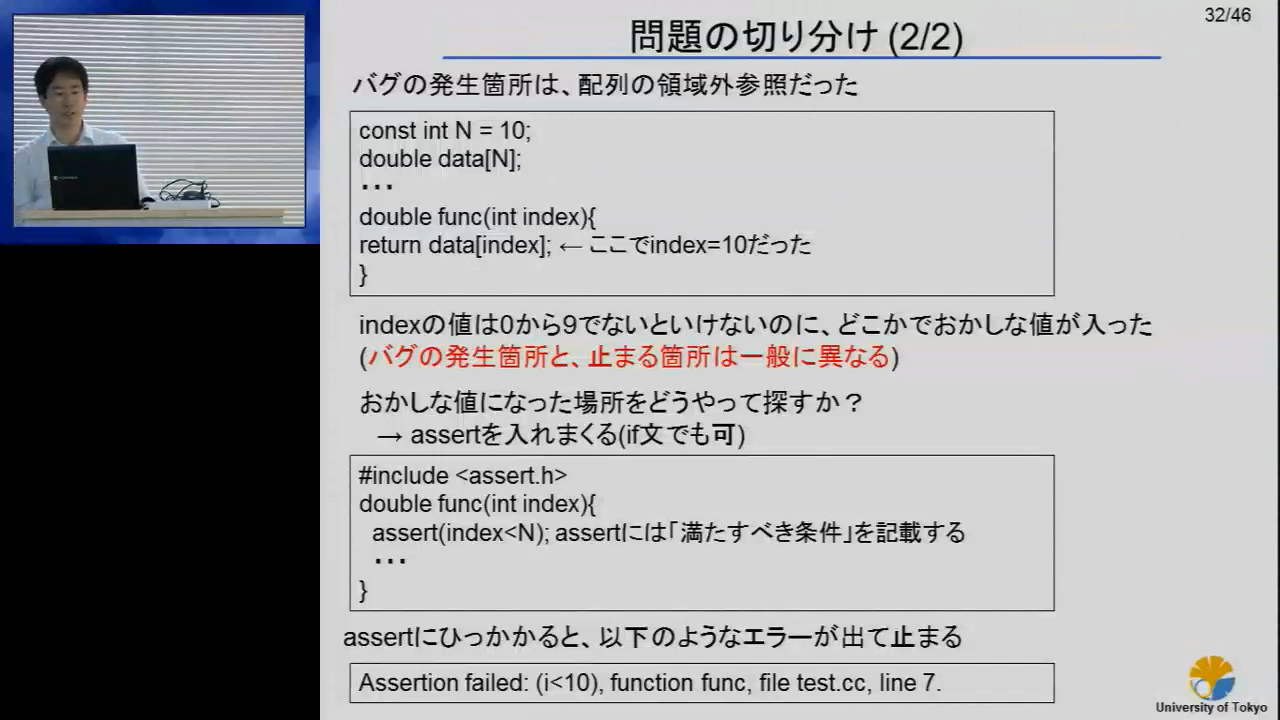 32/46
問題の切り分け (2/2)
バグの発生箇所は、配列の領域外参照だった
const int N = 10;
double data[N];
・・・
double func(int index){
return data[index]; ← ここでindex=10だった
}
indexの値は0から9でないといけないのに、どこかでおかしな値が入った
(バグの発生箇所と、止まる箇所は一般に異なる)
おかしな値になった場所をどうやって探すか？
→ assertを入れまくる(if文でも可)
#include <assert.h>
double func(int index){
assert(index<N); assertには「満たすべき条件」を記載する
・・・
}
assertにひっかかると、以下のようなエラーが出て止まる
Assertion failed: (i<10), function func, file test.cc, line 7.
University of Tokyo